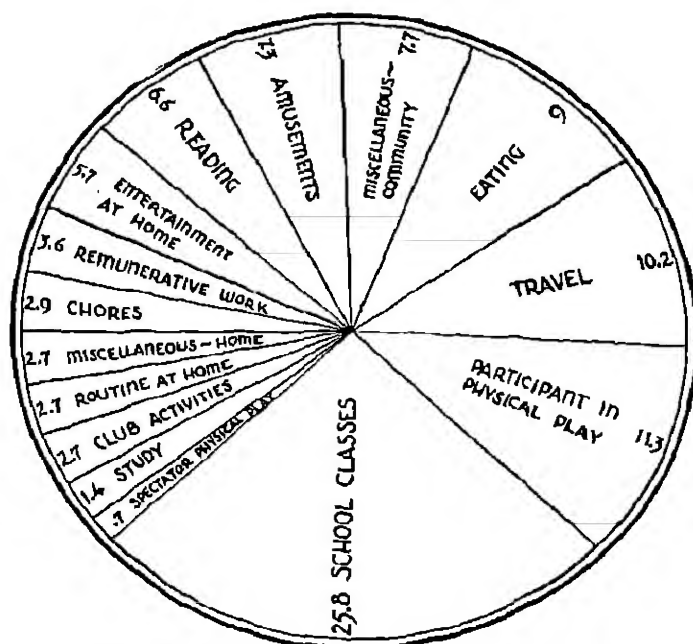 7.3 AMUSEMENTS
7.7
MISCELLANEOUS~
COMMUNITY
9
EATING
10.2
TRAVEL
PARTICIPANT IN
PHYSICAL PLAY
11.3
25.8 SCHOOL CLASSES
.7 SPECTATOR PHYSICAL PLAY
1.4 STUDY
2.7 CLUB ACTIVITIES
2.7 ROUTINE AT HOME
2.7 MISCELLANEOUS~HOME
2.9 CHORES
3.6 REMUNERATIVE WORK
5.7 ENTERTAINMENT
AT HOME
6.6 READING